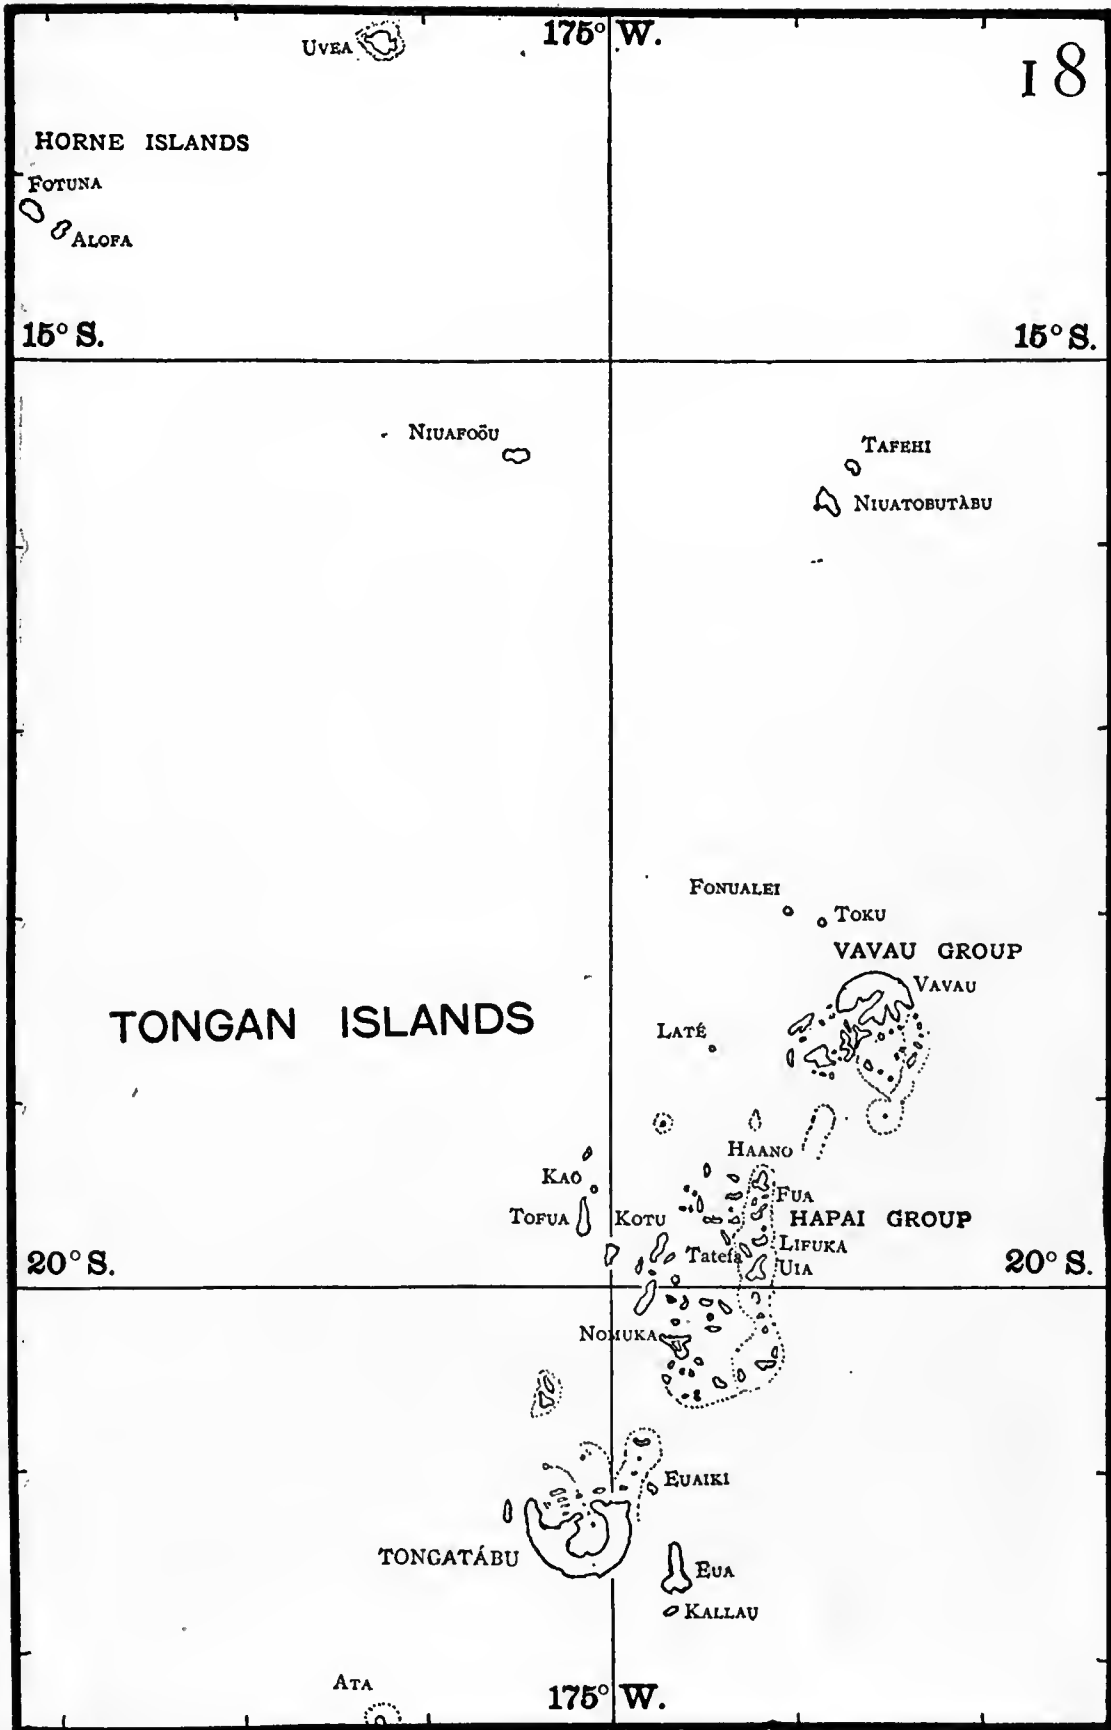 UVEA
175° W.
18
HORNE ISLANDS
FOTUNA
ALOFA
15° S.
15° S.
NIUAFOÖU
TAFEHI
NIUATOBUTÀBU
FONUALEI
TOKU
VAVAU GROUP
VAVAU
TONGAN ISLANDS
LATÉ
HAANO
KAO
FUA
TOFUA
KOTU
HAPAI GROUP
LIFUKA
Tatefa
UIA
20° S.
20° S.
NOMUKA
EUAIKI
TONGATÁBU
EUA
KALLAU
ATA
175° W.